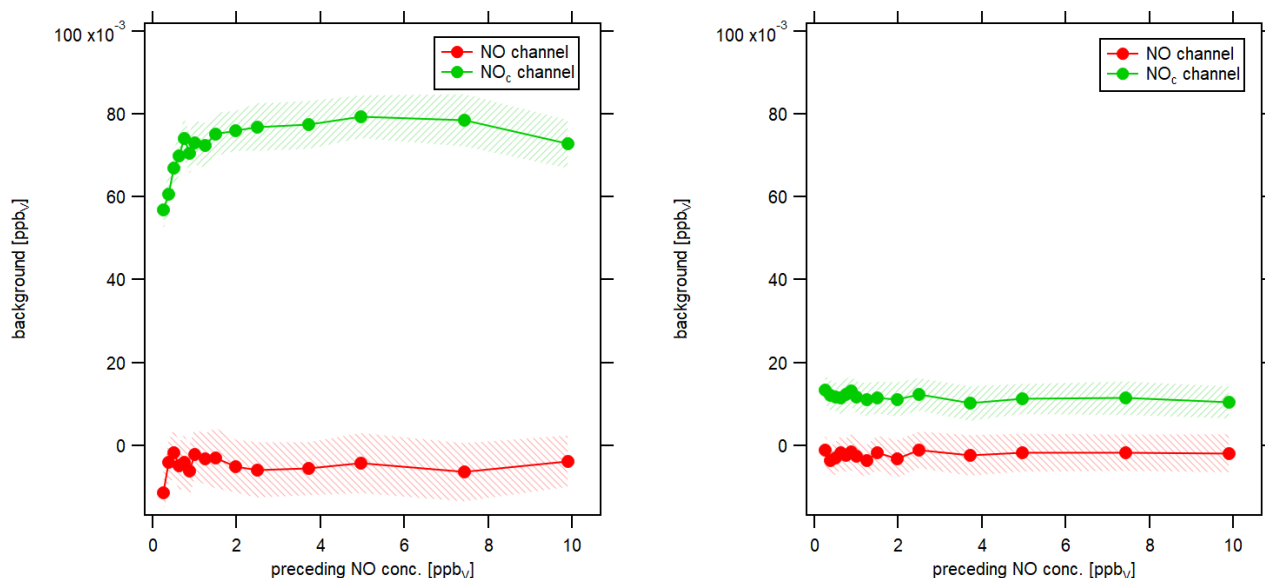 100 x10-3
80
60
40
20
0
background [ppbV]
0 2 4 6 8 10
preceding NO conc. [ppbV]
NO channel
NOc channel
100 x10-3
80
60
40
20
0
background [ppbV]
0 2 4 6 8 10
preceding NO conc. [ppbV]
NO channel
NOc channel